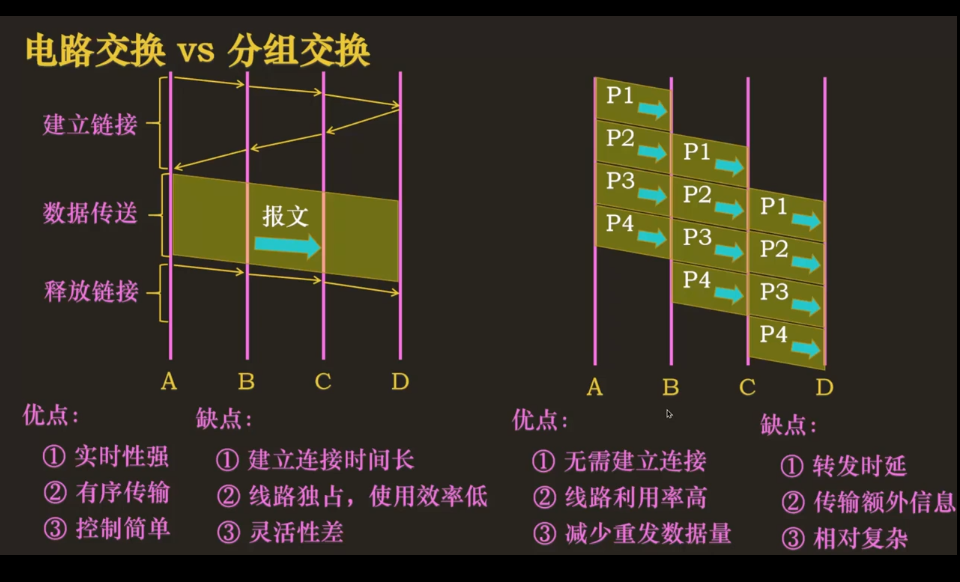 电路交换 vs 分组交换
建立链接
数据传送
释放链接
报文
A B C D
P1
P2 P1
P3 P2 P1
P4 P3 P2
P4 P3
P4
A B C D
优点:
① 实时性强
② 有序传输
③ 控制简单
缺点:
① 建立连接时间长
② 线路独占，使用效率低
③ 灵活性差
优点:
① 无需建立连接
② 线路利用率高
③ 减少重发数据量
缺点:
① 转发时延
② 传输额外信息
③ 相对复杂